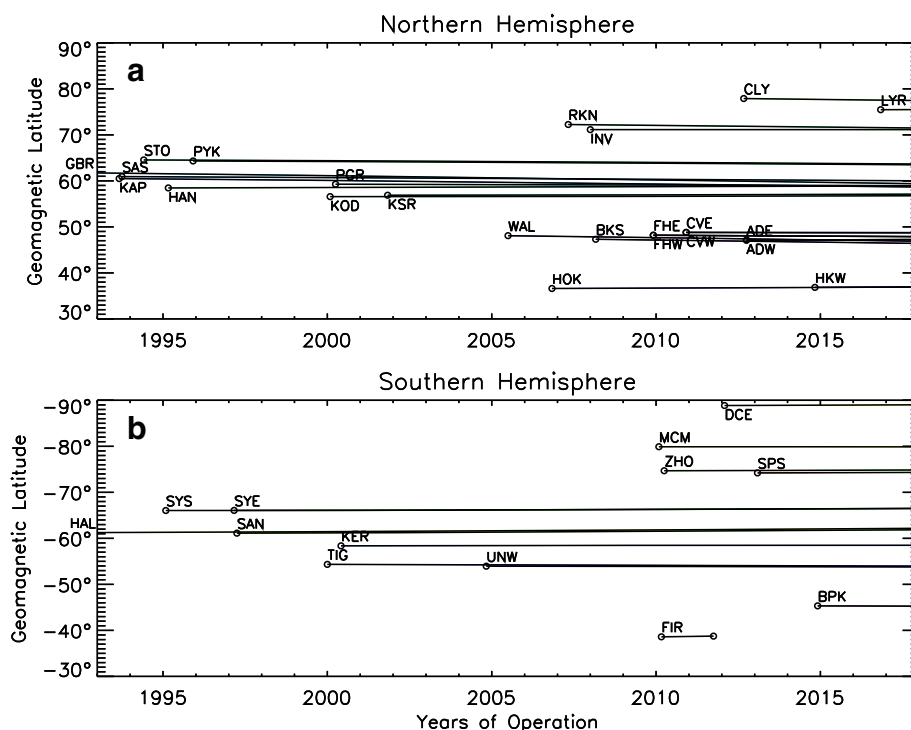 Northern Hemisphere
a
Geomagnetic Latitude
90°
80°
70°
60°
50°
40°
30°
CLY
LYR
RKN
INV
STO PYK
GBR
SAS
KAP
HAN
PGR
KOD
KSR
WAL
BKS
FHE CVE
FHW CVW
ADE
ADW
HOK
HKW
1995 2000 2005 2010 2015
Southern Hemisphere
b
Geomagnetic Latitude
−90°
−80°
−70°
−60°
−50°
−40°
−30°
DCE
MCM
ZHO SPS
SYS SYE
HAL
SAN
KER
TIG UNW
BPK
FIR
1995 2000 2005 2010 2015
Years of Operation